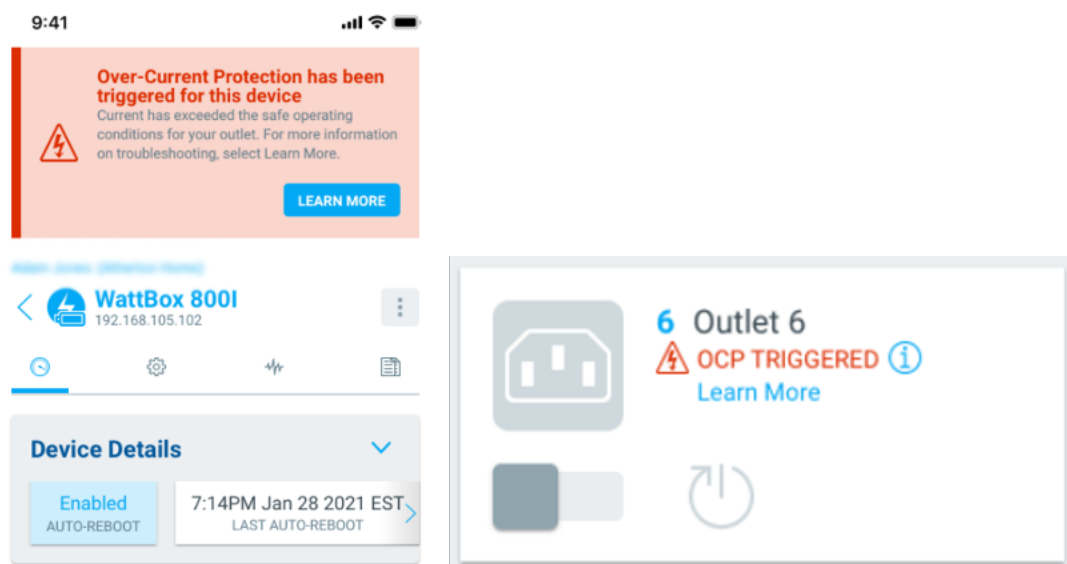 9:41
Over-Current Protection has been
triggered for this device
Current has exceeded the safe operating
conditions for your outlet. For more information
on troubleshooting, select Learn More.
LEARN MORE
WattBox 800I
192.168.105.102
Device Details
Enabled
AUTO-REBOOT
7:14PM Jan 28 2021 EST
LAST AUTO-REBOOT
6 Outlet 6
OCP TRIGGERED
Learn More